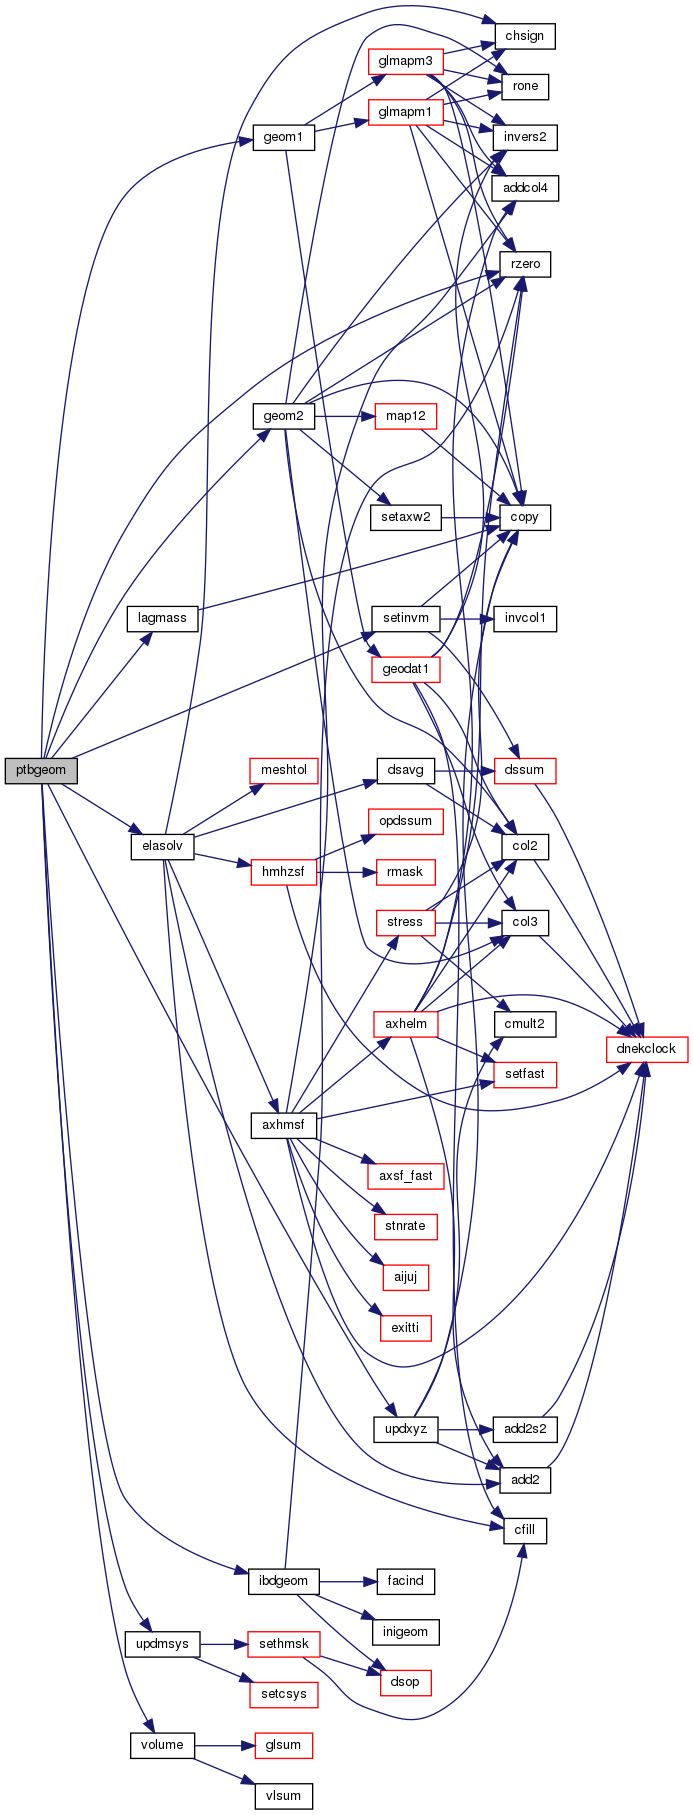 chsign
glmapm3
rone
glmapm1
geom1
invers2
addcol4
rzero
geom2
map12
setaxw2
copy
lagmass
setinvm
invcol1
geodat1
ptbgeom
meshtol
dsavg
dssum
opdssum
elasolv
col2
hmhzsf
rmask
stress
col3
axhelm
cmult2
dnekclock
setfast
axhmsf
axsf_fast
stnrate
aijuj
exitti
updxyz
add2s2
add2
cfill
ibdgeom
facind
inigeom
updmsys
sethmsk
dsop
setcsys
volume
glsum
vlsum